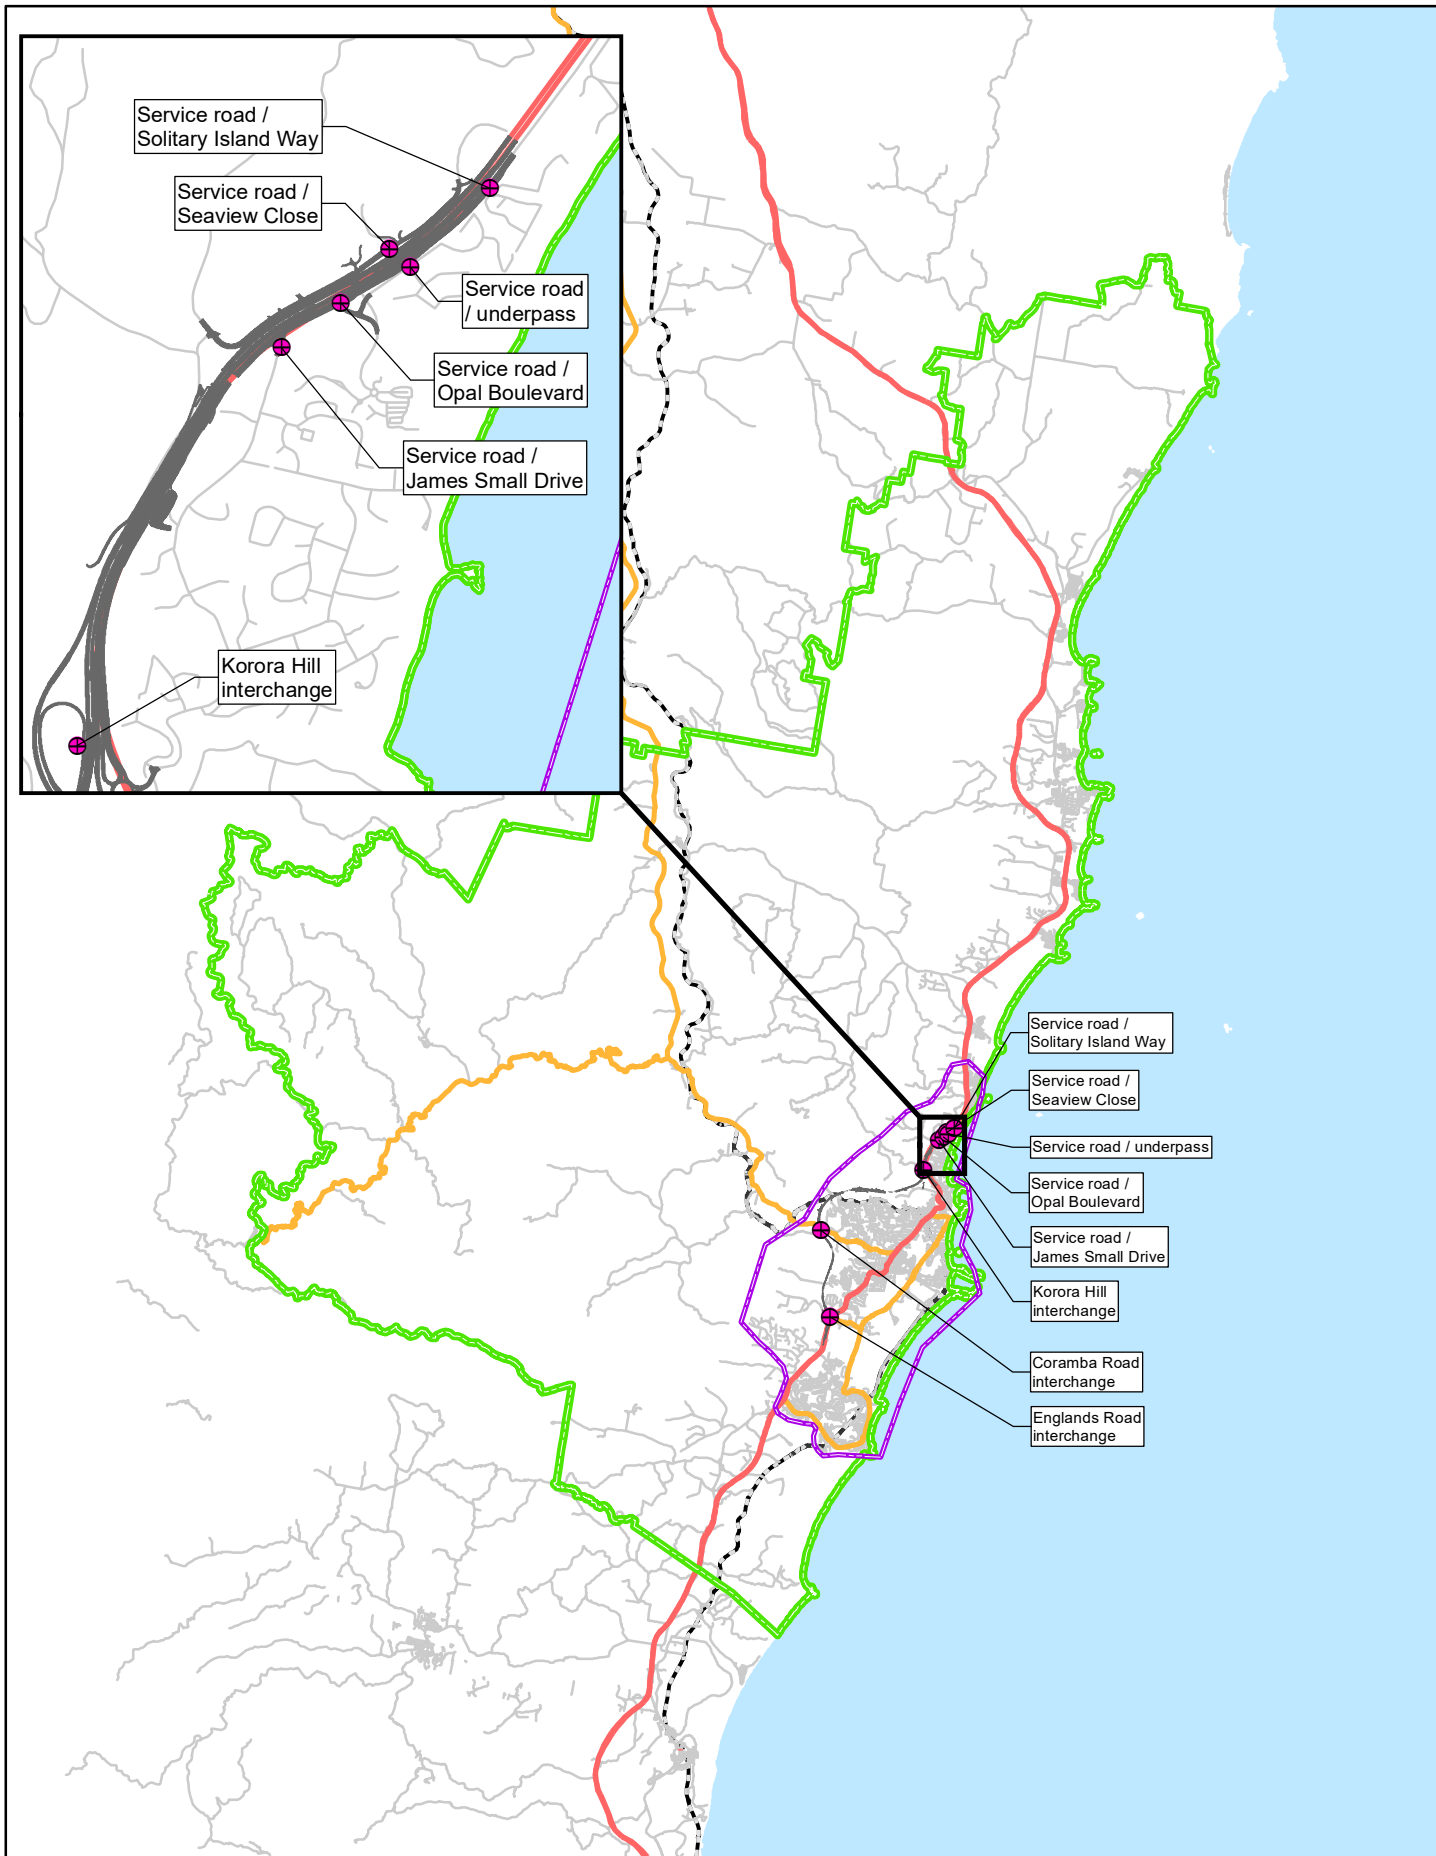 Service road /
Solitary Island Way
Service road /
Seaview Close
Service road
/ underpass
Service road /
Opal Boulevard
Service road /
James Small Drive
Korora Hill
interchange
Service road /
Solitary Island Way
Service road /
Seaview Close
Service road / underpass
Service road /
Opal Boulevard
Service road /
James Small Drive
Korora Hill
interchange
Coramba Road
interchange
Englands Road
interchange